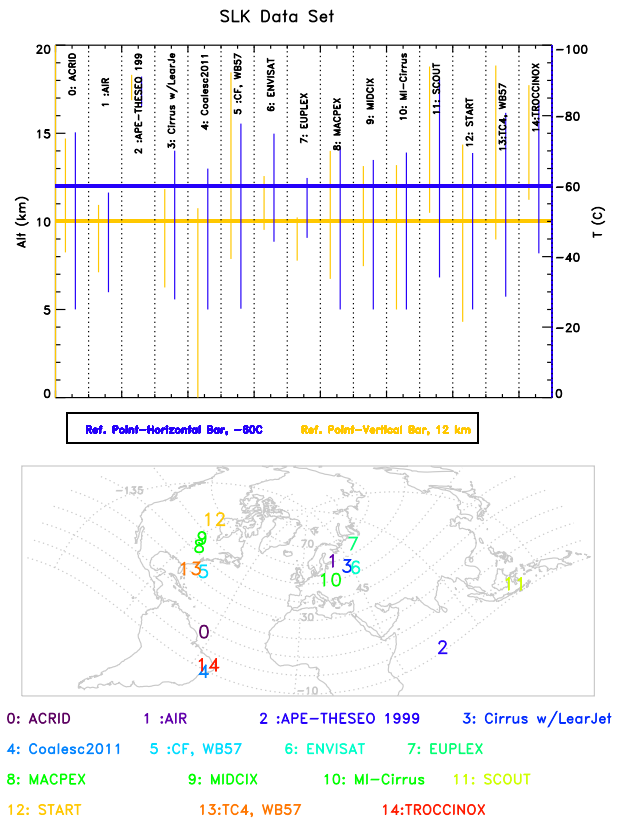 SLK Data Set
20
15
10
5
0
Alt (km)
-100
-80
-60
-40
-20
0
T (C)
0: ACRID
1 :AIR
2 :APE-THESEO 199
3: Cirrus w/LearJe
4: Coalesc2011
5 :CF, WB57
6: ENVISAT
7: EUPLEX
8: MACPEX
9: MIDCIX
10: MI-Cirrus
11: SCOUT
12: START
13:TC4, WB57
14:TROCCINOX
Ref. Point-Horizontal Bar, -60C Ref. Point-Vertical Bar, 12 km
-135
12
9
8
7
70
13
5
1
3
6
10
45
11
30
0
2
14
4
-10
0: ACRID 1 :AIR 2 :APE-THESEO 1999 3: Cirrus w/LearJet
4: Coalesc2011 5 :CF, WB57 6: ENVISAT 7: EUPLEX
8: MACPEX 9: MIDCIX 10: MI-Cirrus 11: SCOUT
12: START 13:TC4, WB57 14:TROCCINOX